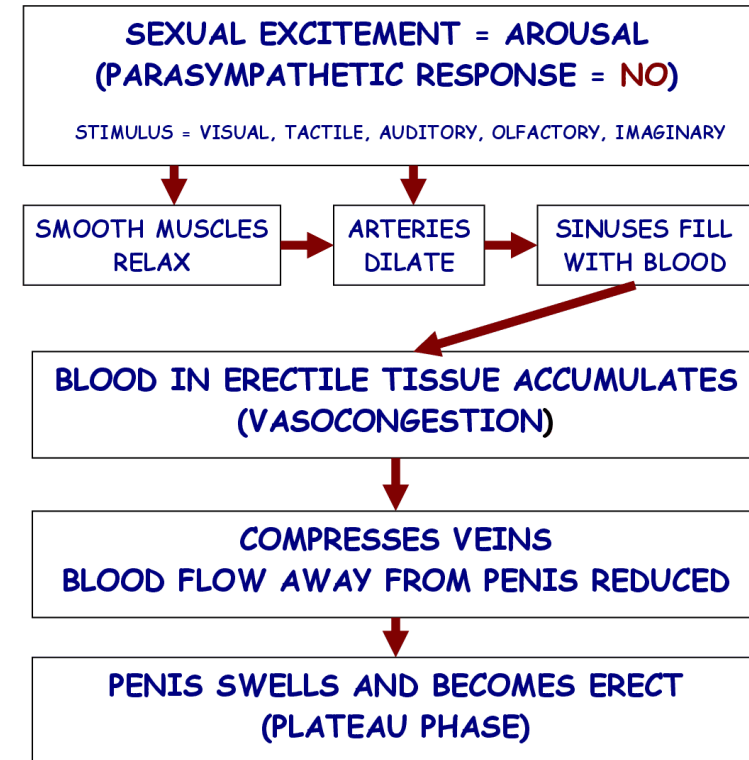 SEXUAL EXCITEMENT = AROUSAL
(PARASYMPATHETIC RESPONSE = NO)
STIMULUS = VISUAL, TACTILE, AUDITORY, OLFACTORY, IMAGINARY
SMOOTH MUSCLES
RELAX
ARTERIES
DILATE
SINUSES FILL
WITH BLOOD
BLOOD IN ERECTILE TISSUE ACCUMULATES
(VASOCONGESTION)
COMPRESSES VEINS
BLOOD FLOW AWAY FROM PENIS REDUCED
PENIS SWELLS AND BECOMES ERECT
(PLATEAU PHASE)